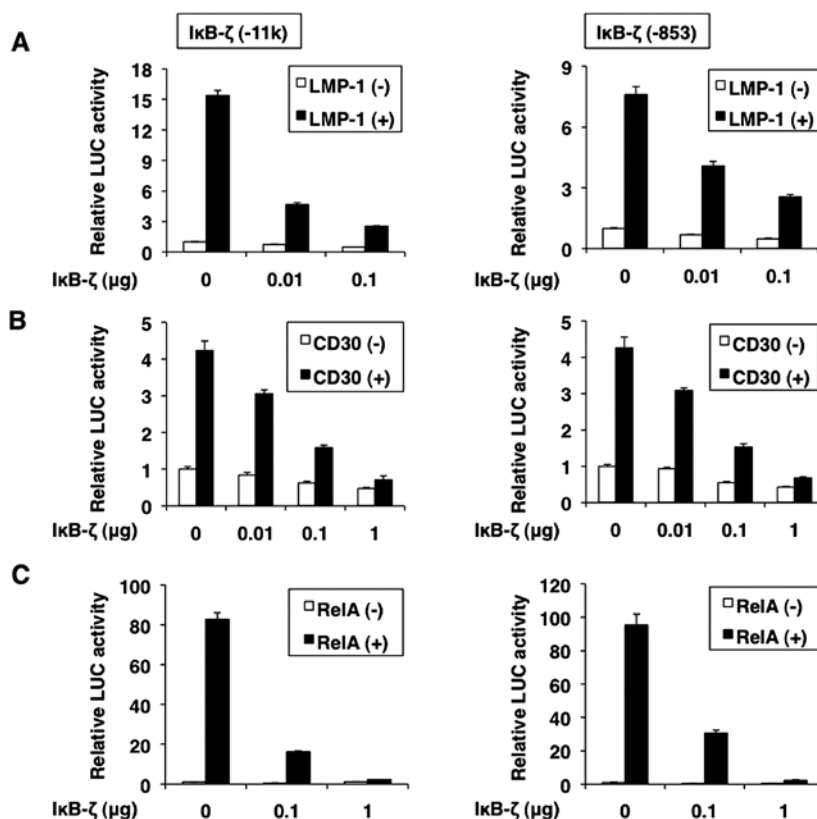 IκB-ζ (-11k)
IκB-ζ (-853)
A
Relative LUC activity
18
15
12
9
6
3
0
LMP-1 (-)
LMP-1 (+)
IκB-ζ (μg) 0 0.01 0.1
Relative LUC activity
9
6
3
0
LMP-1 (-)
LMP-1 (+)
IκB-ζ (μg) 0 0.01 0.1
B
Relative LUC activity
5
4
3
2
1
0
CD30 (-)
CD30 (+)
IκB-ζ (μg) 0 0.01 0.1 1
Relative LUC activity
5
4
3
2
1
0
CD30 (-)
CD30 (+)
IκB-ζ (μg) 0 0.01 0.1 1
C
Relative LUC activity
100
80
60
40
20
0
RelA (-)
RelA (+)
IκB-ζ (μg) 0 0.1 1
Relative LUC activity
120
100
80
60
40
20
0
RelA (-)
RelA (+)
IκB-ζ (μg) 0 0.1 1